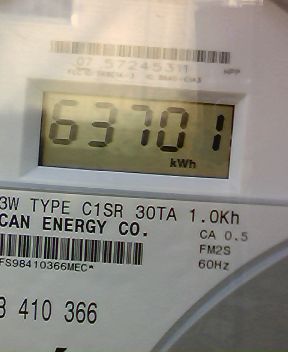 07 57245311
HPP
63701
kWh
3W TYPE C1SR 30TA 1.0Kh
CAN ENERGY CO.
CA 0.5
FM2S
60Hz
FS98410366MEC*
410 366